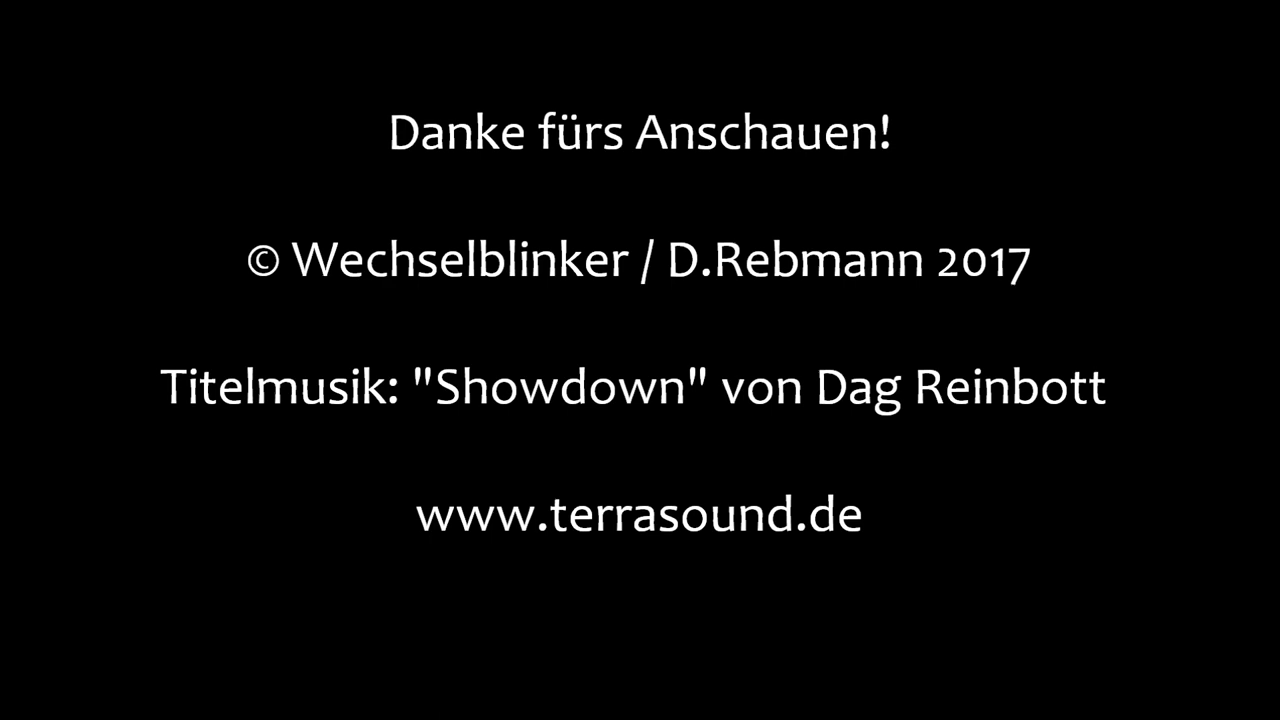 Danke fürs Anschauen!
© Wechselblinker / D.Rebmann 2017
Titelmusik: "Showdown" von Dag Reinbott
www.terrasound.de